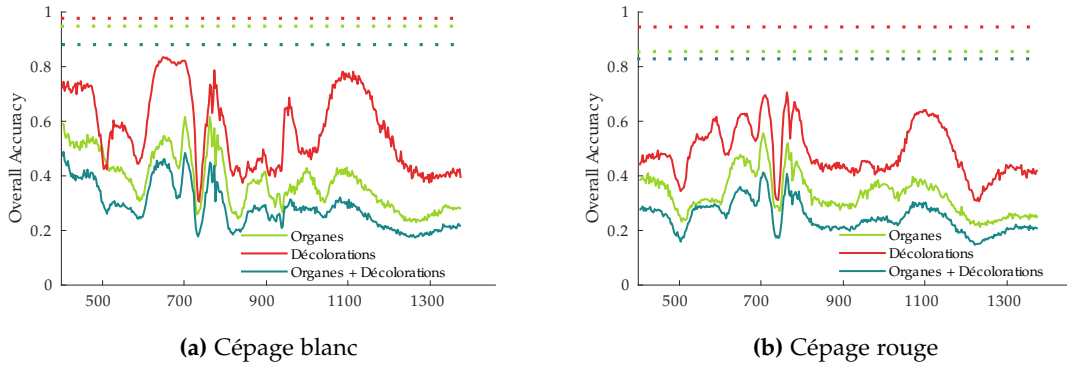 1
0.8
0.6
0.4
0.2
0
Overall Accuracy
500 700 900 1100 1300
Organes
Décolorations
Organes + Décolorations
(a) Cépage blanc
1
0.8
0.6
0.4
0.2
0
Overall Accuracy
500 700 900 1100 1300
Organes
Décolorations
Organes + Décolorations
(b) Cépage rouge